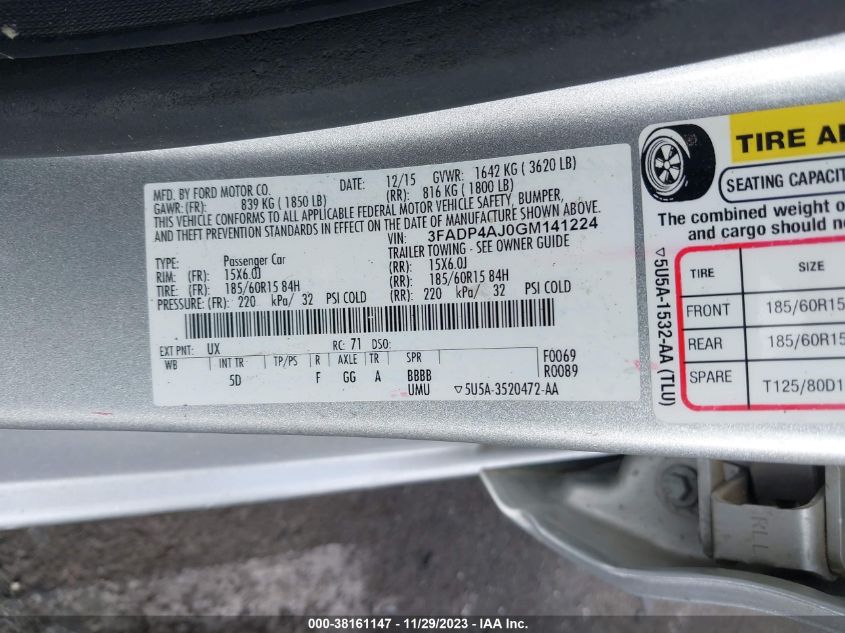 MFD. BY FORD MOTOR CO. DATE: 12/15 GVWR: 1642 KG ( 3620 LB)
GAWR: (FR): 839 KG ( 1850 LB) (RR): 816 KG ( 1800 LB)
THIS VEHICLE CONFORMS TO ALL APPLICABLE FEDERAL MOTOR VEHICLE SAFETY, BUMPER,
AND THEFT PREVENTION STANDARDS IN EFFECT ON THE DATE OF MANUFACTURE SHOWN ABOVE.
VIN: 3FADP4AJ0GM141224
TYPE: Passenger Car TRAILER TOWING - SEE OWNER GUIDE
RIM: (FR): 15X6.0J (RR): 15X6.0J
TIRE: (FR): 185/60R15 84H (RR): 185/60R15 84H
PRESSURE: (FR): 220 kPa/ 32 PSI COLD (RR): 220 kPa/ 32 PSI COLD
EXT PNT: UX RC: 71 DSO:
WB INT TR TP/PS R AXLE TR SPR F0069
5D F GG A BBBB R0089
UMU ▽5U5A-3520472-AA
TIRE AN
SEATING CAPACIT
The combined weight o
and cargo should ne
▽5U5A-1532-AA (TLU)
TIRE SIZE
FRONT 185/60R15
REAR 185/60R15
SPARE T125/80D1
RLL
000-38161147 - 11/29/2023 - IAAI, Inc.